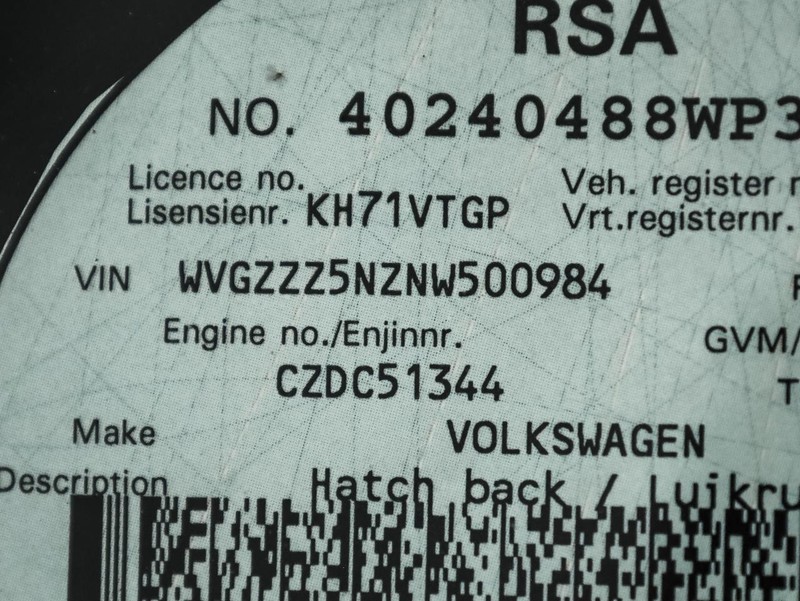 RSA
NO. 40240488WP3
Licence no.
Lisensienr. KH71VTGP
Veh. register
Vrt.registernr.
VIN WVGZZZ5NZNW500984
Engine no./Enjinnr.
GVM/
CZDC51344
T
Make VOLKSWAGEN
Description Hatch back / Luikru